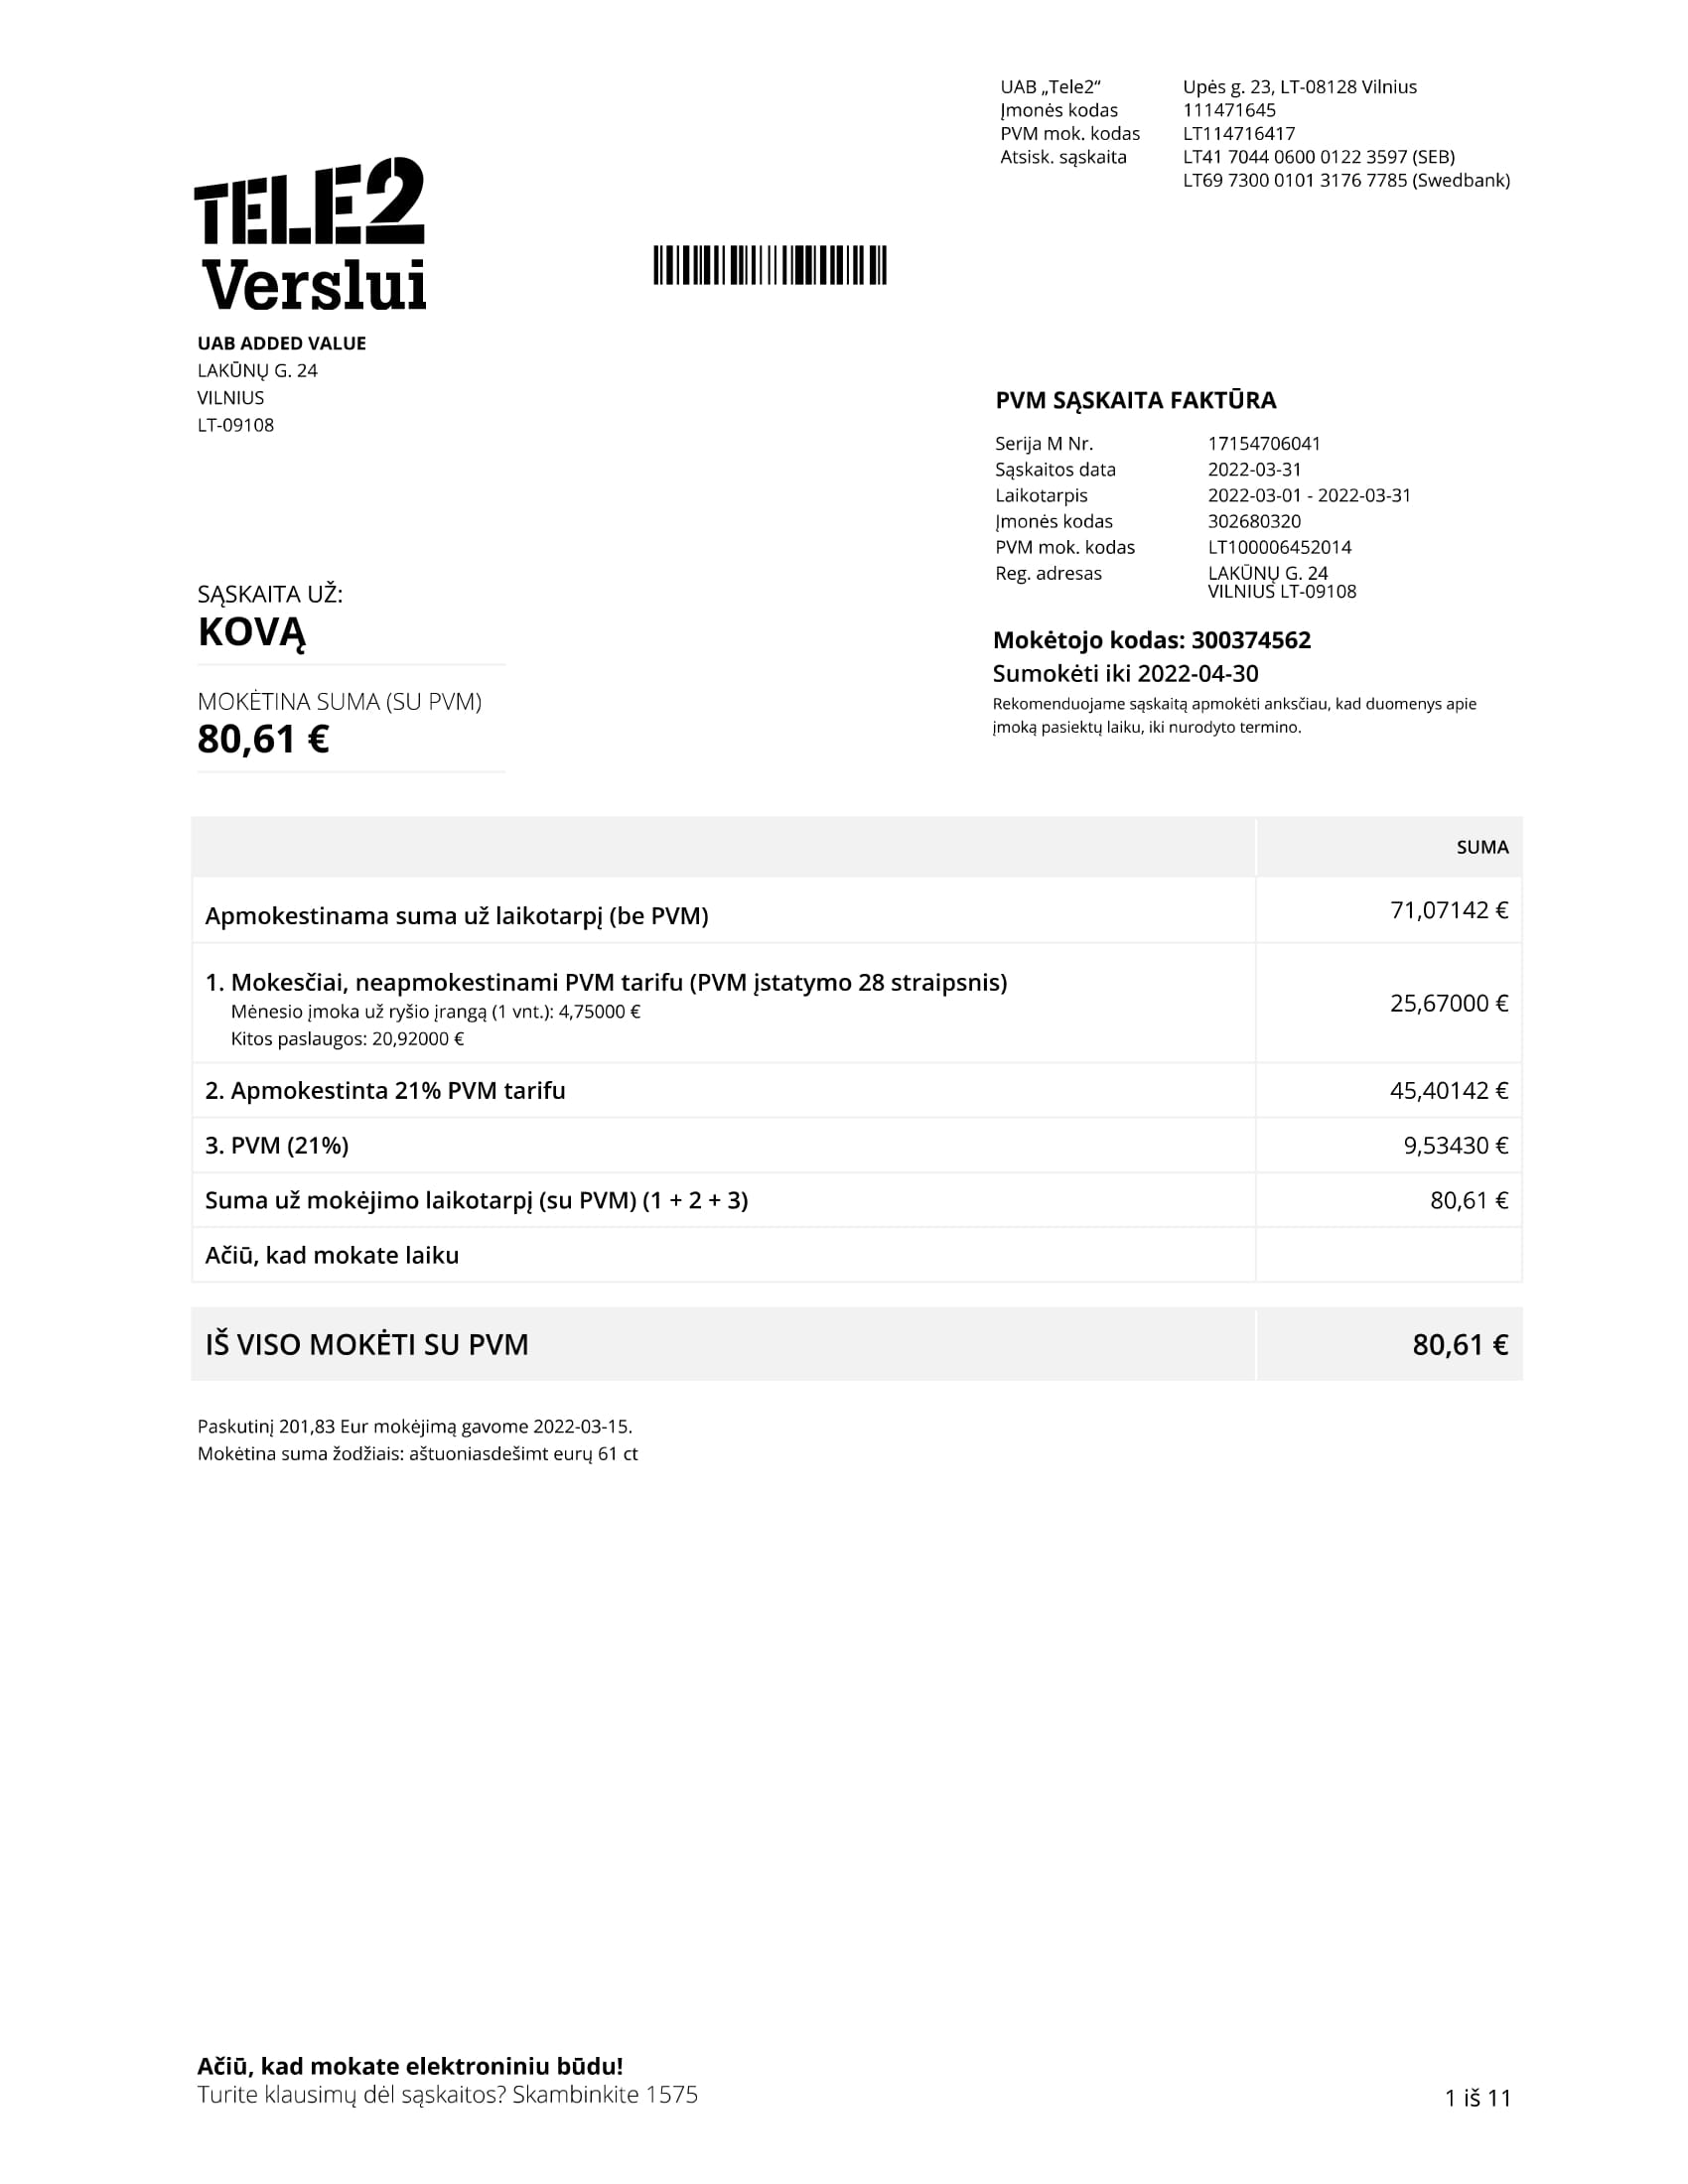 UAB „Tele2“ Upės g. 23, LT-08128 Vilnius
Įmonės kodas 111471645
PVM mok. kodas LT114716417
Atsisk. sąskaita LT41 7044 0600 0122 3597 (SEB)
LT69 7300 0101 3176 7785 (Swedbank)
TELE2
Verslui
UAB ADDED VALUE
LAKŪNŲ G. 24
VILNIUS
LT-09108
PVM SĄSKAITA FAKTŪRA
Serija M Nr. 17154706041
Sąskaitos data 2022-03-31
Laikotarpis 2022-03-01 - 2022-03-31
Įmonės kodas 302680320
PVM mok. kodas LT100006452014
Reg. adresas LAKŪNŲ G. 24
VILNIUS LT-09108
SĄSKAITA UŽ:
KOVĄ
MOKĖTINA SUMA (SU PVM)
80,61 €
Mokėtojo kodas: 300374562
Sumokėti iki 2022-04-30
Rekomenduojame sąskaitą apmokėti anksčiau, kad duomenys apie
įmoką pasiektų laiku, iki nurodyto termino.
SUMA
Apmokestinama suma už laikotarpį (be PVM) 71,07142 €
1. Mokesčiai, neapmokestinami PVM tarifu (PVM įstatymo 28 straipsnis) 25,67000 €
Mėnesio įmoka už ryšio įrangą (1 vnt.): 4,75000 €
Kitos paslaugos: 20,92000 €
2. Apmokestinta 21% PVM tarifu 45,40142 €
3. PVM (21%) 9,53430 €
Suma už mokėjimo laikotarpį (su PVM) (1 + 2 + 3) 80,61 €
Ačiū, kad mokate laiku
IŠ VISO MOKĖTI SU PVM 80,61 €
Paskutinį 201,83 Eur mokėjimą gavome 2022-03-15.
Mokėtina suma žodžiais: aštuoniasdešimt eurų 61 ct
Ačiū, kad mokate elektroniniu būdu!
Turite klausimų dėl sąskaitos? Skambinkite 1575
1 iš 11